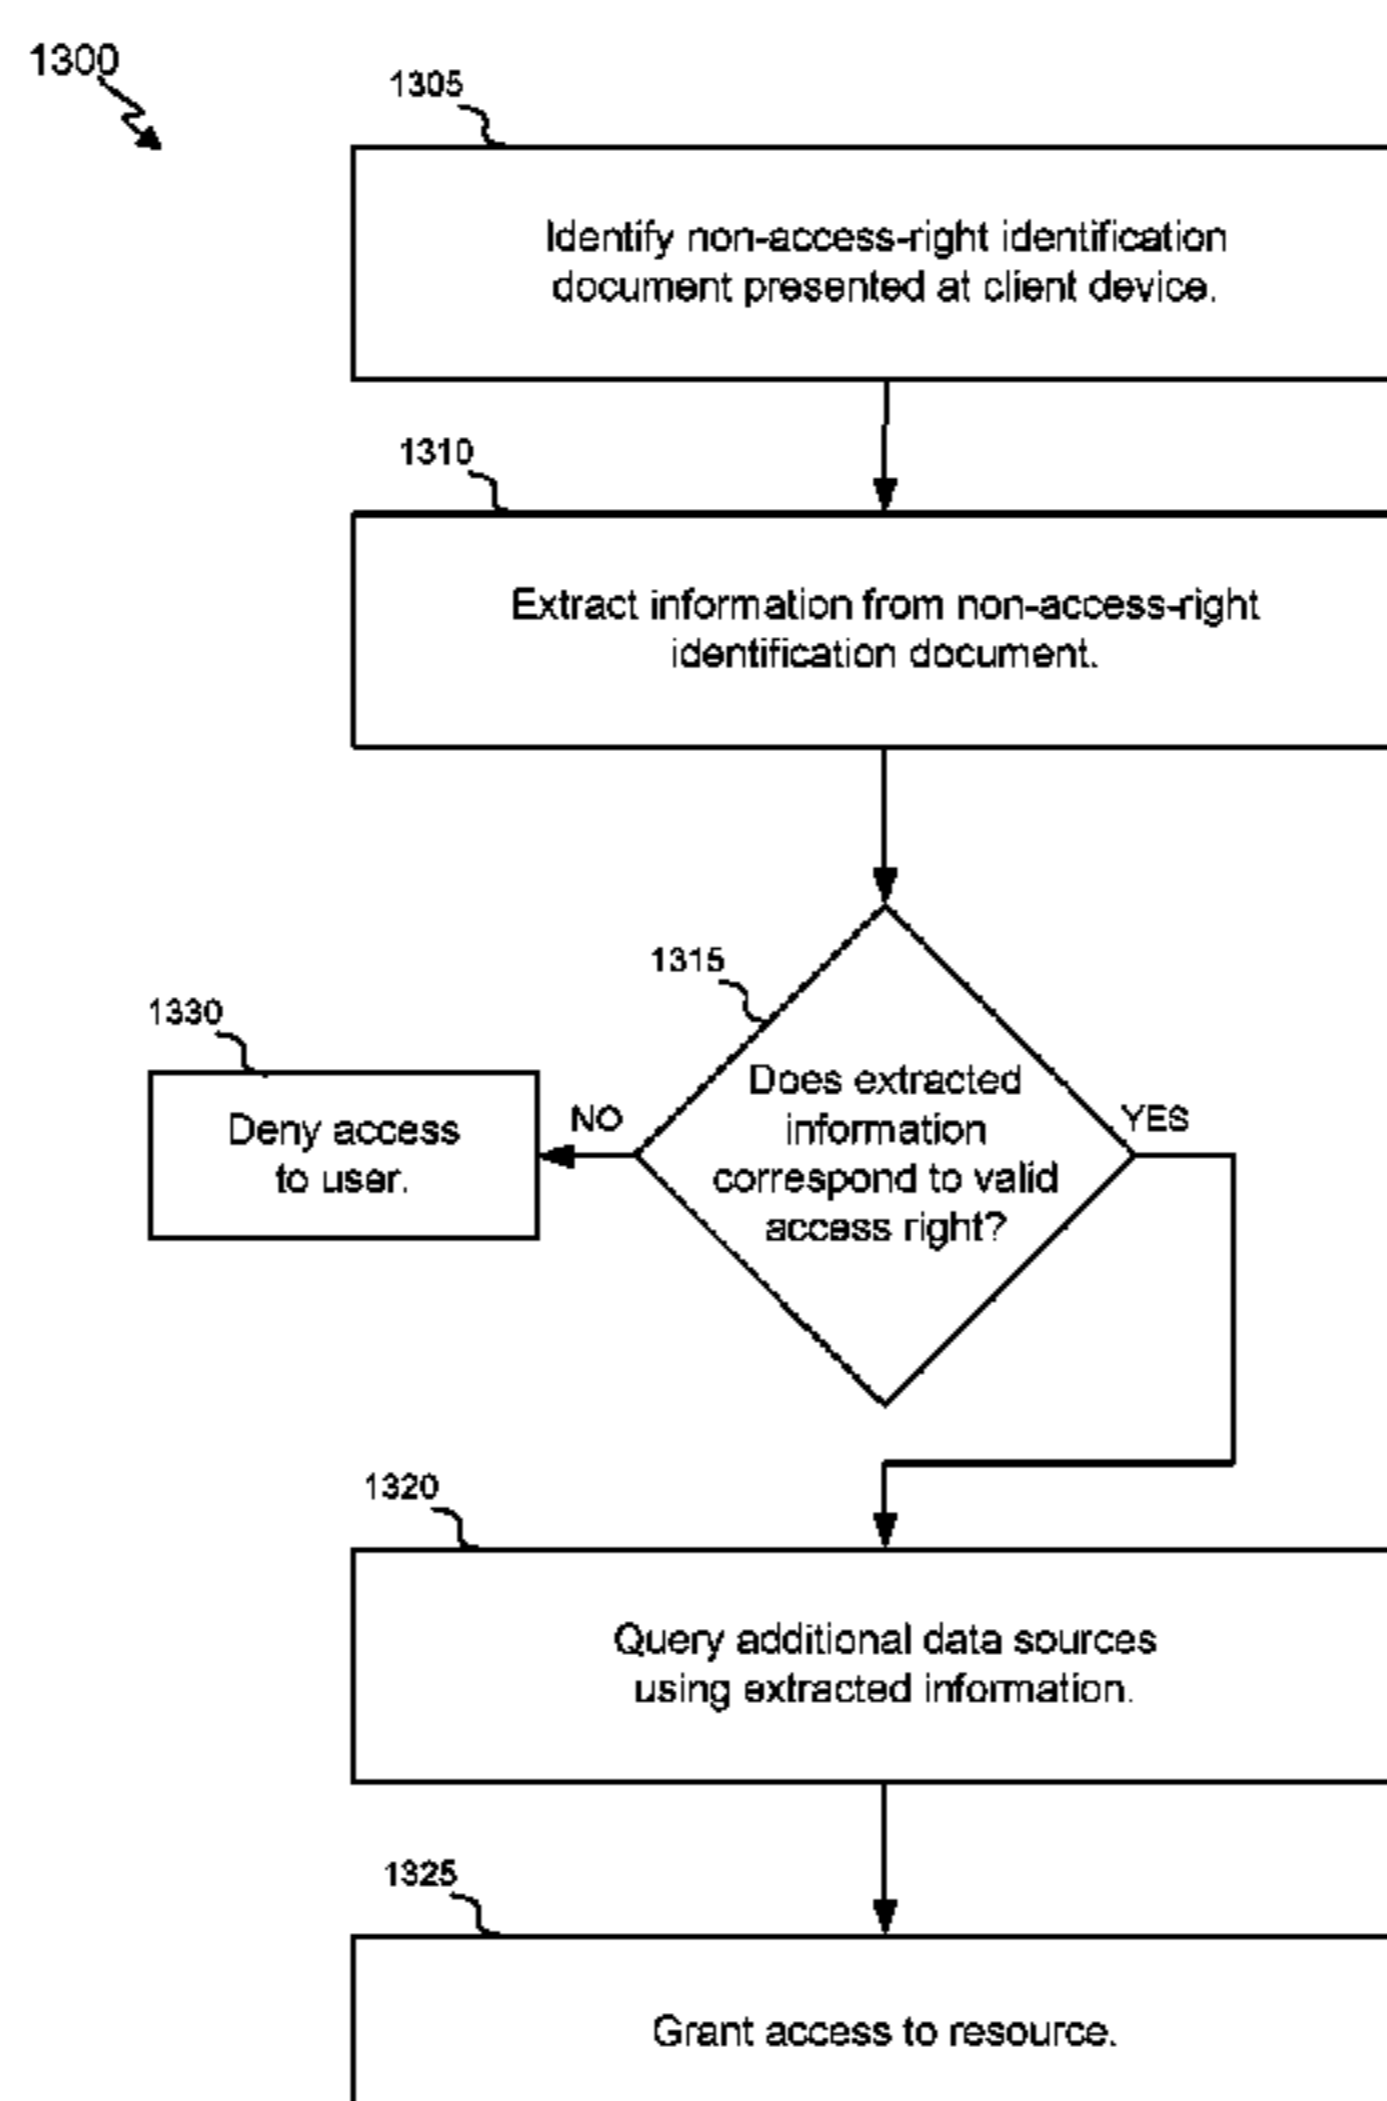 1300
1305
Identify non-access-right identification
document presented at client device.
1310
Extract information from non-access-right
identification document.
1315
1330
Does extracted
information
correspond to valid
access right?
NO
YES
Deny access
to user.
1320
Query additional data sources
using extracted information.
1325
Grant access to resource.